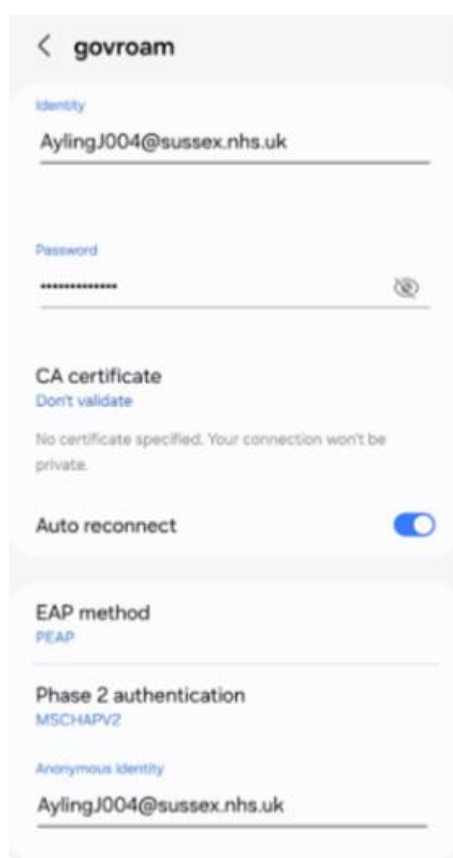 govroam
Identity
AylingJ004@sussex.nhs.uk
Password
•••••••••••••
CA certificate
Don't validate
No certificate specified. Your connection won't be
private.
Auto reconnect
EAP method
PEAP
Phase 2 authentication
MSCHAPV2
Anonymous identity
AylingJ004@sussex.nhs.uk